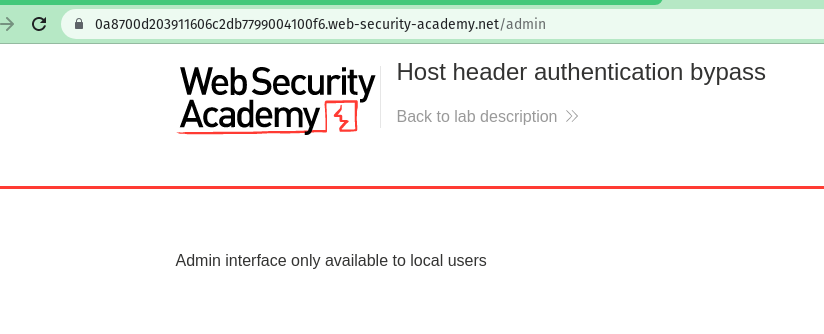 0a8700d203911606c2db7799004100f6.web-security-academy.net/admin
Web Security
Academy
Host header authentication bypass
Back to lab description
Admin interface only available to local users